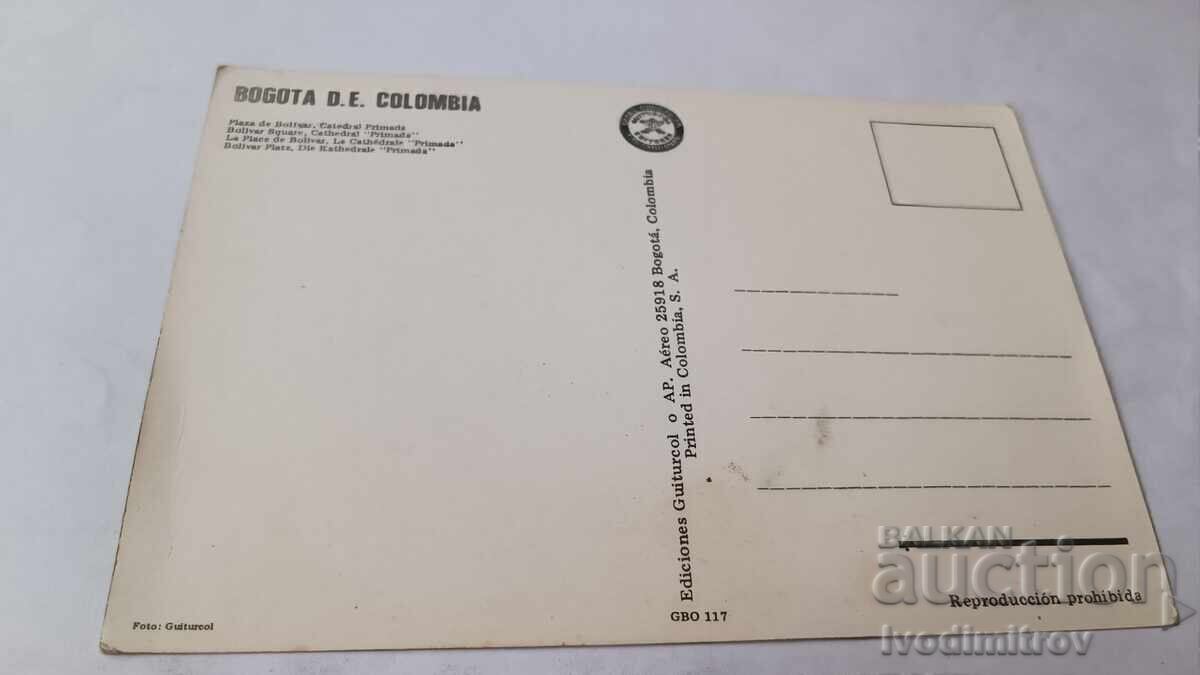 BOGOTA D.E. COLOMBIA
Plaza de Bolivar, Catedral Primada
Bolivar Square, Cathedral "Primada"
La Place de Bolivar, La Cathédrale "Primada"
Bolivar Platz, Die Kathedrale "Primada"
Foto: Guiturcol
Ediciones Guiturcol o AP. Aéreo 25918 Bogotá, Colombia
Printed in Colombia, S. A.
GBO 117
Reproducción prohibida
BALKAN
auction
Ivodimitrov